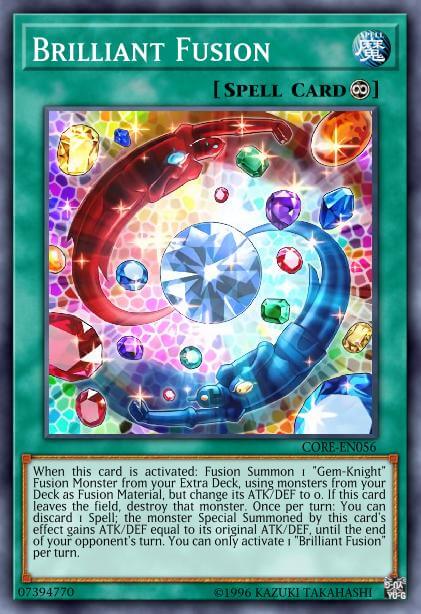 BRILLIANT FUSION
SPELL
魔
[SPELL CARD]
CORE-EN056
When this card is activated: Fusion Summon 1 "Gem-Knight"
Fusion Monster from your Extra Deck, using monsters from your
Deck as Fusion Material, but change its ATK/DEF to 0. If this card
leaves the field, destroy that monster. Once per turn: You can
discard 1 Spell; the monster Special Summoned by this card's
effect gains ATK/DEF equal to its original ATK/DEF, until the end
of your opponent's turn. You can only activate 1 "Brilliant Fusion"
per turn.
07394770
©1996 KAZUKI TAKAHASHI